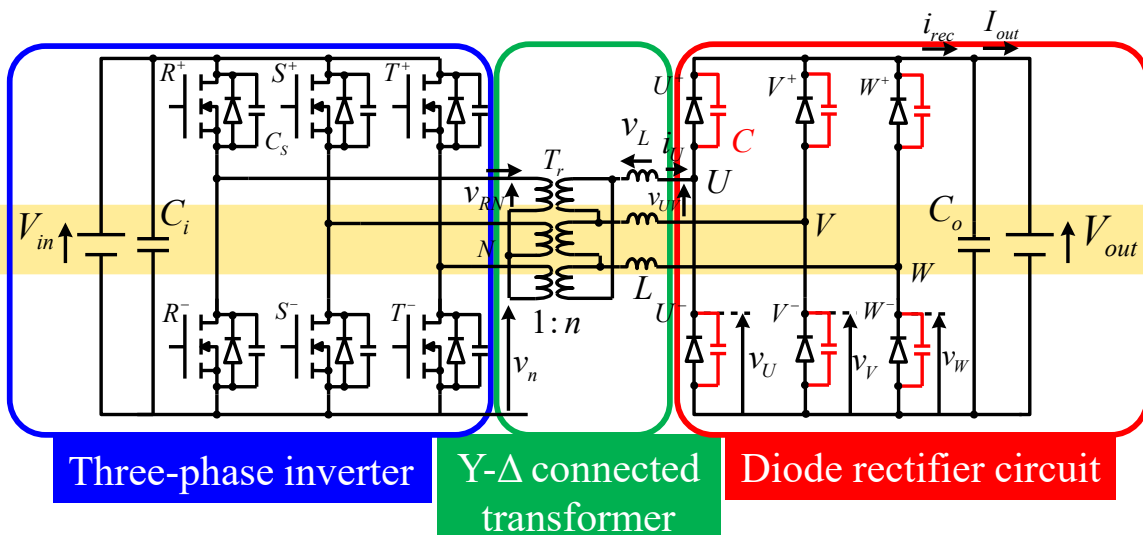 i_rec I_out
R⁺ S⁺ T⁺ U⁺ V⁺ W⁺
C_S v_L i_U C
T_r U
v_RN v_UV
V_in C_i N V C_o V_out
L W
R⁻ S⁻ T⁻ U⁻ V⁻ W⁻
1:n
v_n v_U v_V v_W
Three-phase inverter
Y-Δ connected
transformer
Diode rectifier circuit